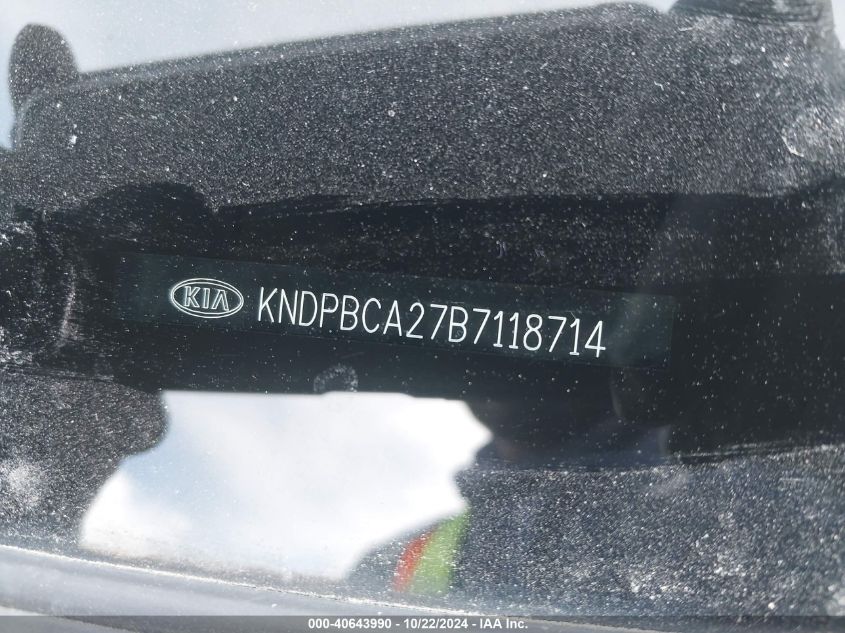 KIA KNDPBCA27B7118714
000-40643990 - 10/22/2024 - IAA Inc.